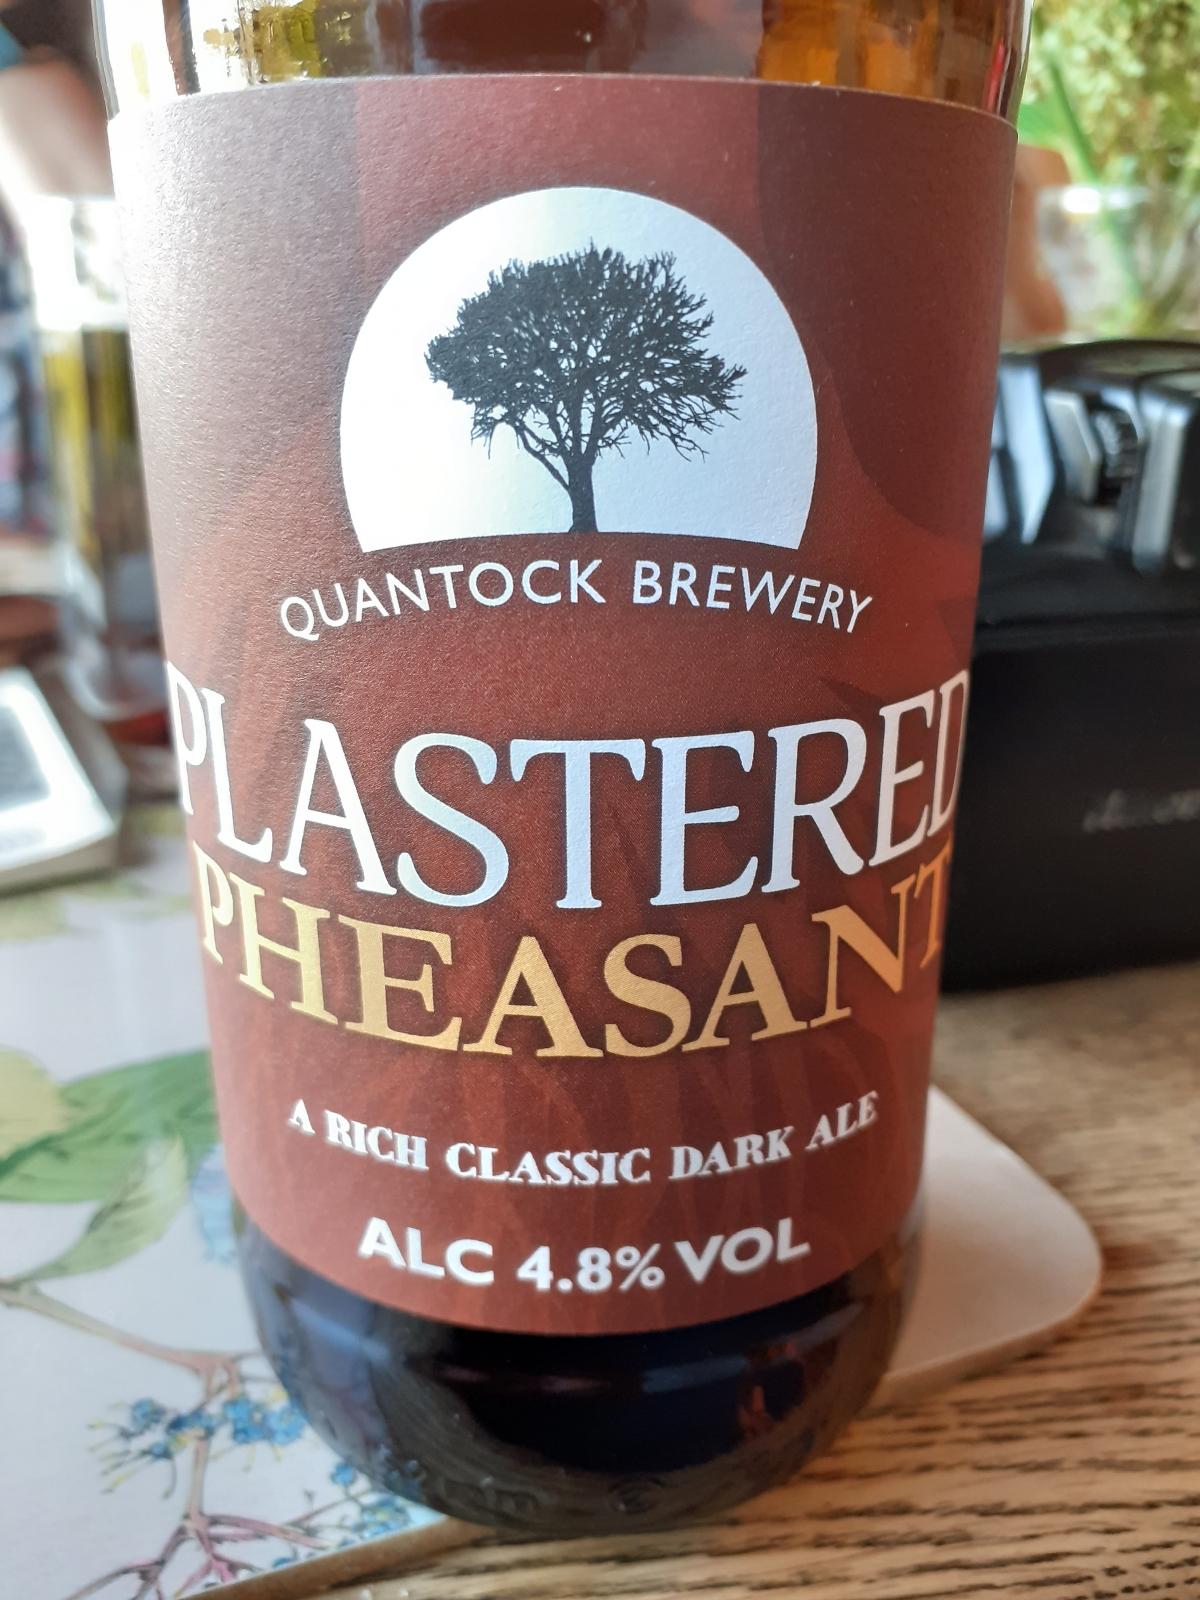 QUANTOCK BREWERY
PLASTERED
PHEASANT
A RICH CLASSIC DARK ALE
ALC 4.8% VOL